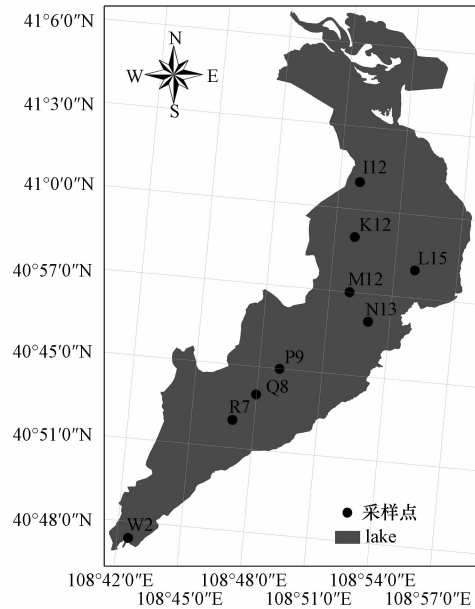 41°6′0″N
N
W E
S
41°3′0″N
I12
41°0′0″N
K12
L15
40°57′0″N
M12
N13
40°45′0″N
P9
Q8
R7
40°51′0″N
采样点
40°48′0″N
W2
lake
108°42′0″E 108°48′0″E 108°54′0″E
108°45′0″E 108°51′0″E 108°57′0″E